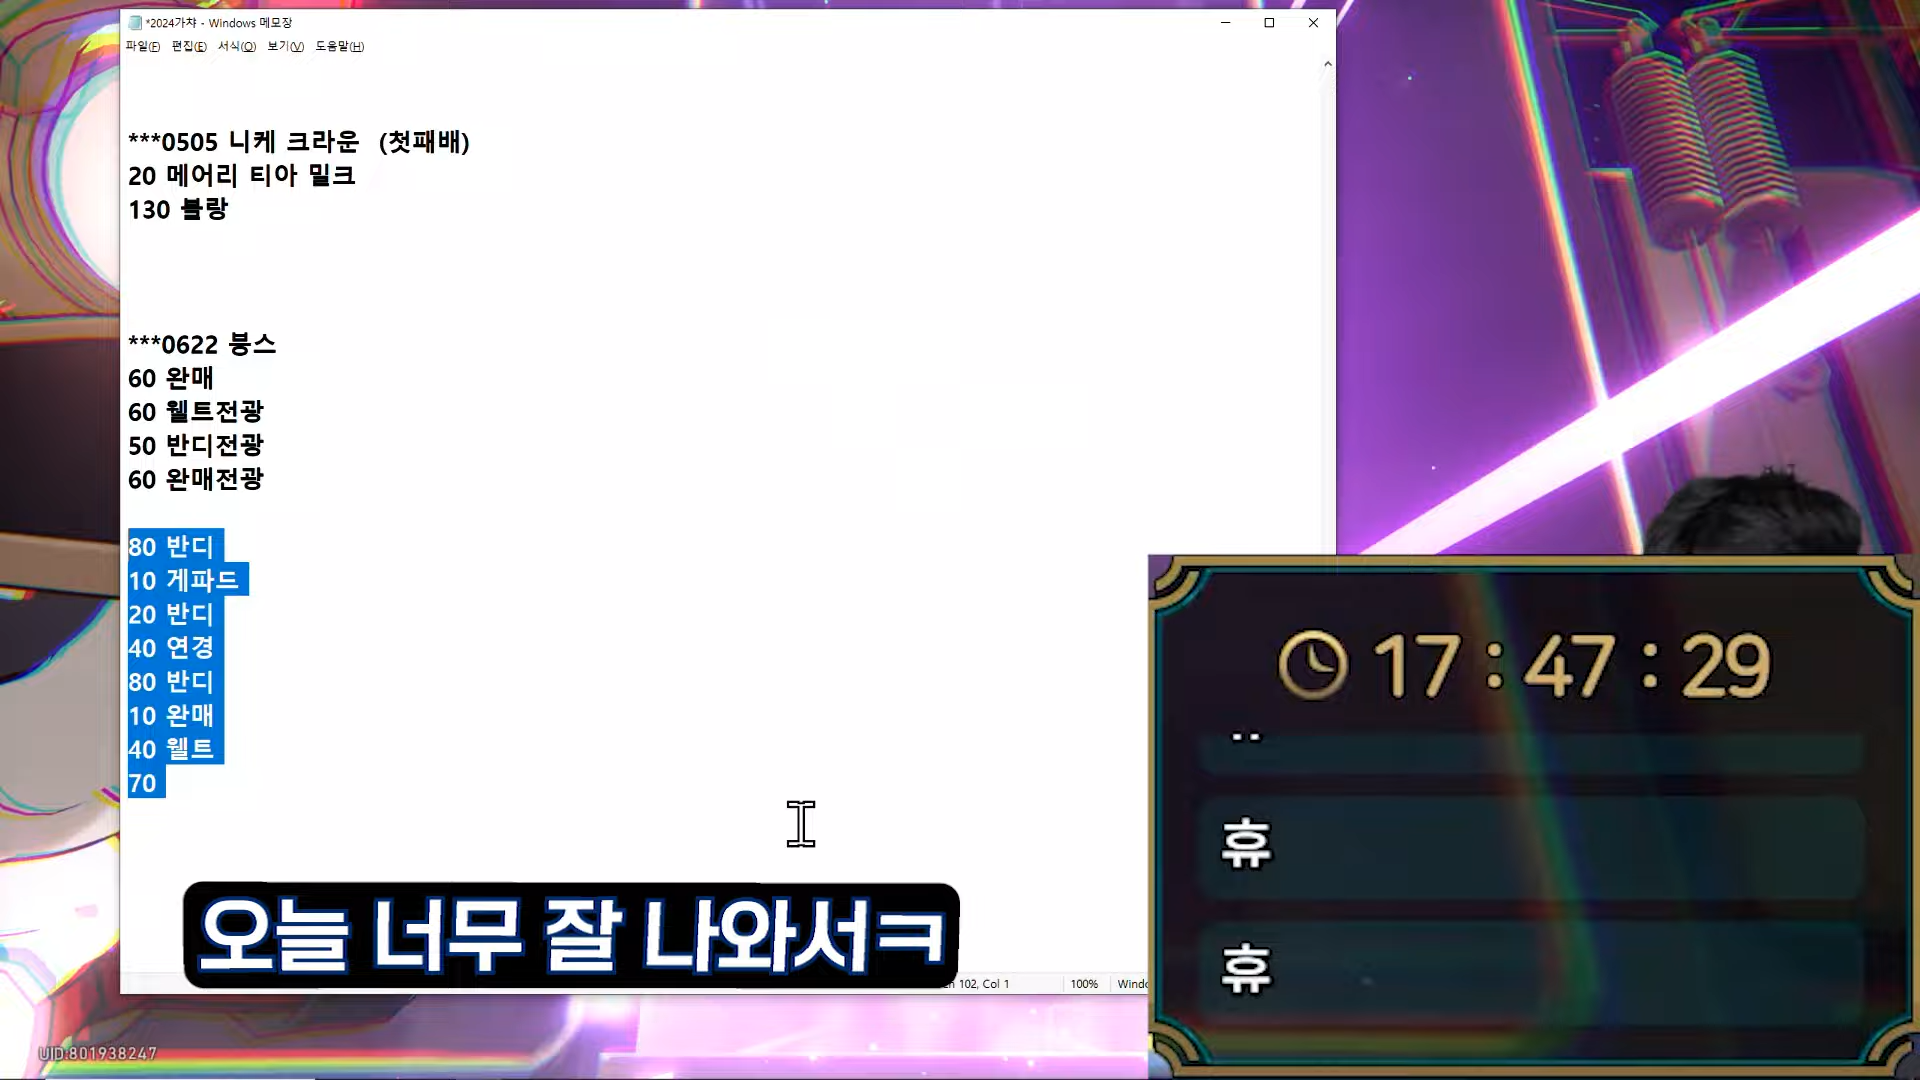 *2024가챠 - Windows 메모장
파일(F) 편집(E) 서식(O) 보기(V) 도움말(H)
***0505 니케 크라운 (첫패배)
20 메어리 티아 밀크
130 블랑
***0622 붕스
60 완매
60 웰트전광
50 반디전광
60 완매전광
80 반디
10 게파드
20 반디
40 연경
80 반디
10 완매
40 웰트
70
17 : 47 : 29
휴
휴
오늘 너무 잘 나와서ㅋ
102, Col 1
100%
UID:801938247